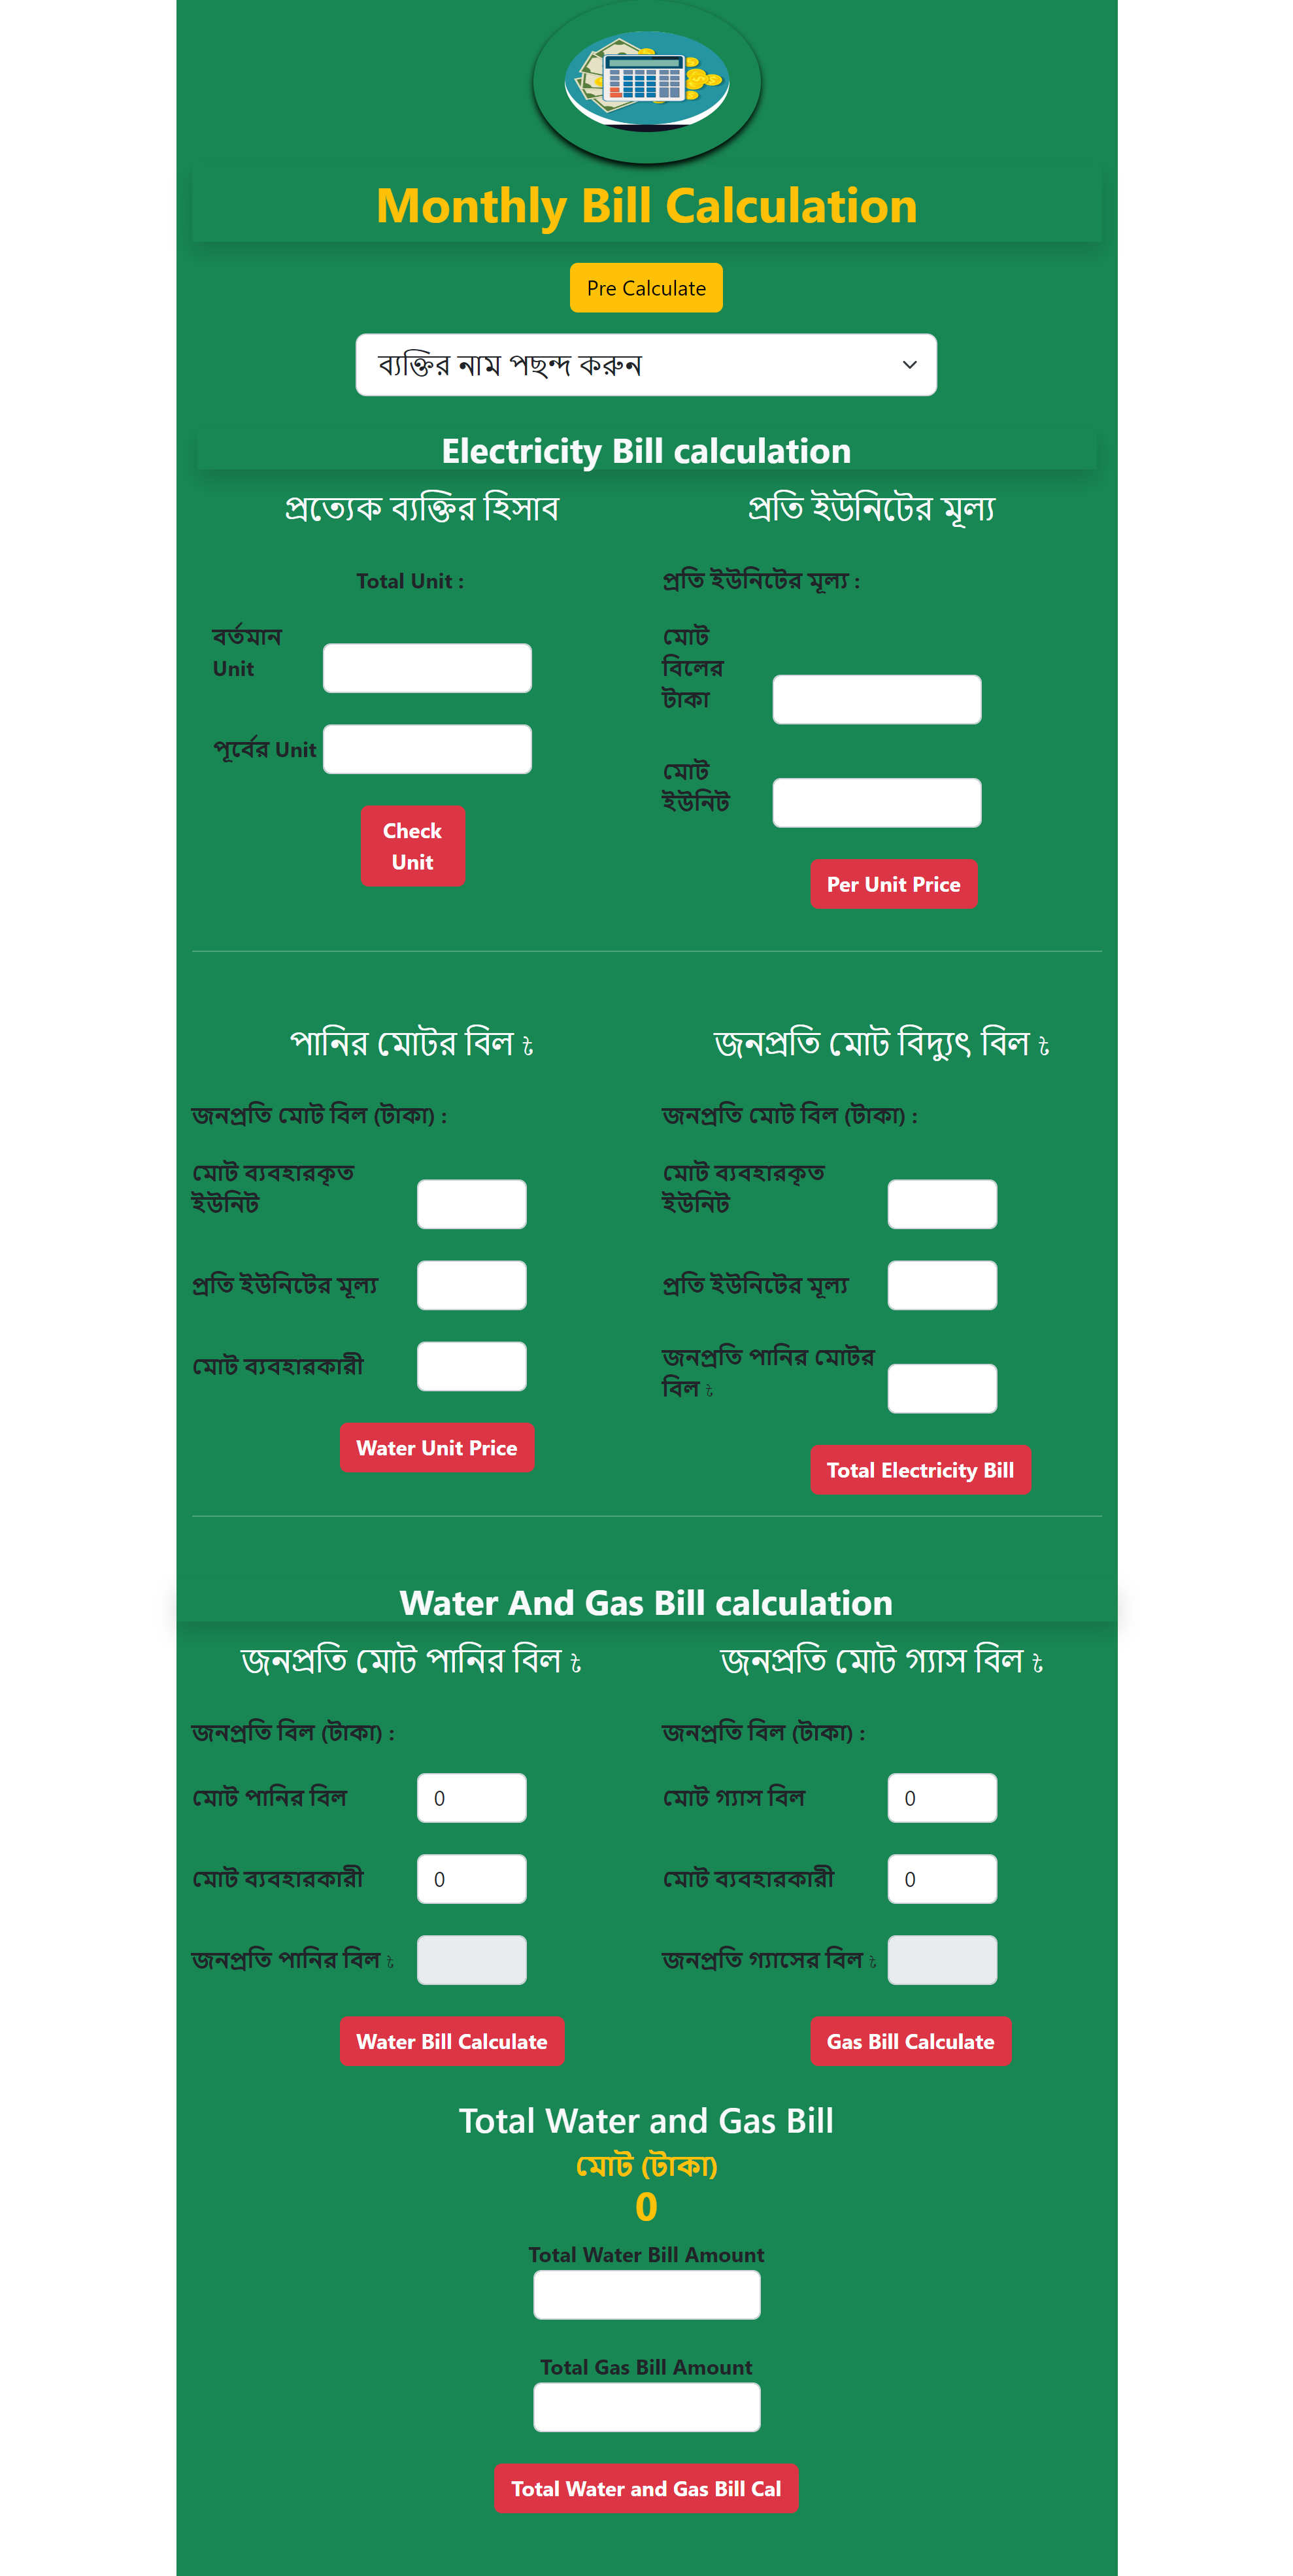 Monthly Bill Calculation
Pre Calculate
ব্যক্তির নাম পছন্দ করুন
Electricity Bill calculation
প্রত্যেক ব্যক্তির হিসাব
Total Unit :
বর্তমান
Unit
পূর্বের Unit
Check
Unit
প্রতি ইউনিটের মূল্য
প্রতি ইউনিটের মূল্য :
মোট
বিলের
টাকা
মোট
ইউনিট
Per Unit Price
পানির মোটর বিল ৳
জনপ্রতি মোট বিল (টাকা) :
মোট ব্যবহারকৃত
ইউনিট
প্রতি ইউনিটের মূল্য
মোট ব্যবহারকারী
Water Unit Price
জনপ্রতি মোট বিদ্যুৎ বিল ৳
জনপ্রতি মোট বিল (টাকা) :
মোট ব্যবহারকৃত
ইউনিট
প্রতি ইউনিটের মূল্য
জনপ্রতি পানির মোটর
বিল ৳
Total Electricity Bill
Water And Gas Bill calculation
জনপ্রতি মোট পানির বিল ৳
জনপ্রতি বিল (টাকা) :
মোট পানির বিল 0
মোট ব্যবহারকারী 0
জনপ্রতি পানির বিল ৳
Water Bill Calculate
জনপ্রতি মোট গ্যাস বিল ৳
জনপ্রতি বিল (টাকা) :
মোট গ্যাস বিল 0
মোট ব্যবহারকারী 0
জনপ্রতি গ্যাসের বিল ৳
Gas Bill Calculate
Total Water and Gas Bill
মোট (টাকা)
0
Total Water Bill Amount
Total Gas Bill Amount
Total Water and Gas Bill Cal